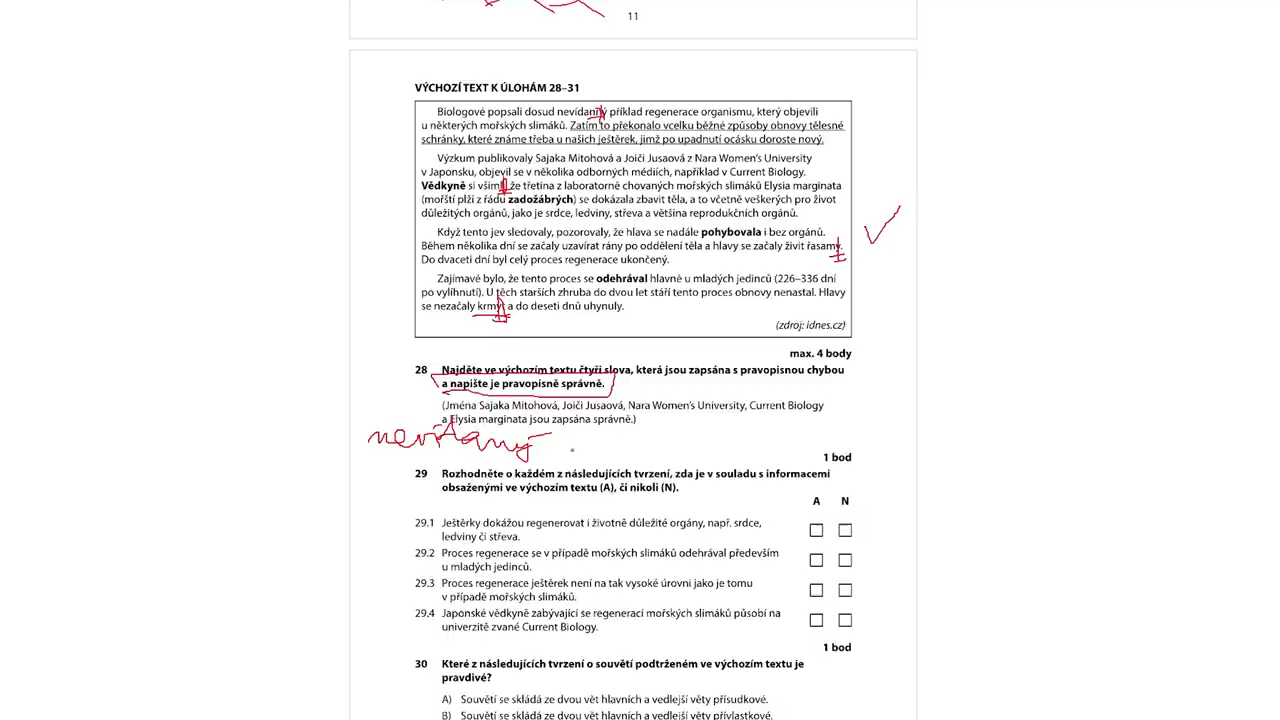 11
VÝCHOZÍ TEXT K ÚLOHÁM 28–31
Biologové popsali dosud nevídaný příklad regenerace organismu, který objevili
u některých mořských slimáků. Zatím to překonalo vcelku běžné způsoby obnovy tělesné
schránky, které známe třeba u našich ještěrek, jimž po upadnutí ocásku doroste nový.
Výzkum publikovaly Sajaka Mitohová a Joiči Jusaová z Nara Women's University
v Japonsku, objevil se v několika odborných médiích, například v Current Biology.
Vědkyně si že třetina z laboratorně chovaných mořských slimáků Elysia marginata
(mořští plži z řádu zadožábrých) se dokázala zbavit těla, a to včetně veškerých pro život
důležitých orgánů, jako je srdce, ledviny, střeva a většina reprodukčních orgánů.
Když tento jev sledovaly, pozorovaly, že hlava se nadále pohybovala i bez orgánů.
Během několika dní se začaly uzavírat rány po oddělení těla a hlavy se začaly živit řasamy.
Do dvaceti dní byl celý proces regenerace ukončený.
Zajímavé bylo, že tento proces se odehrával hlavně u mladých jedinců (226–336 dní
po vylíhnutí). U těch starších zhruba do dvou let stáří tento proces obnovy nenastal. Hlavy
se nezačaly a do deseti dnů uhynuly.
(zdroj: idnes.cz)
max. 4 body
28 Najděte ve výchozím textu čtyři slova, která jsou zapsána s pravopisnou chybou
a napište je pravopisně správně.
(Jména Sajaka Mitohová, Joiči Jusaová, Nara Women's University, Current Biology
a Elysia marginata jsou zapsána správně.)
nevídaný
1 bod
29 Rozhodněte o každém z následujících tvrzení, zda je v souladu s informacemi
obsaženými ve výchozím textu (A), či nikoli (N).
A N
29.1 Ještěrky dokážou regenerovat i životně důležité orgány, např. srdce,
ledviny či střeva.
29.2 Proces regenerace se v případě mořských slimáků odehrával především
u mladých jedinců.
29.3 Proces regenerace ještěrek není na tak vysoké úrovni jako je tomu
v případě mořských slimáků.
29.4 Japonské vědkyně zabývající se regenerací mořských slimáků působí na
univerzitě zvané Current Biology.
1 bod
30 Které z následujících tvrzení o souvětí podtrženém ve výchozím textu je
pravdivé?
A) Souvětí se skládá ze dvou vět hlavních a vedlejší věty přísudkové.
B) Souvětí se skládá ze dvou vět hlavních a vedlejší věty přívlastkové.